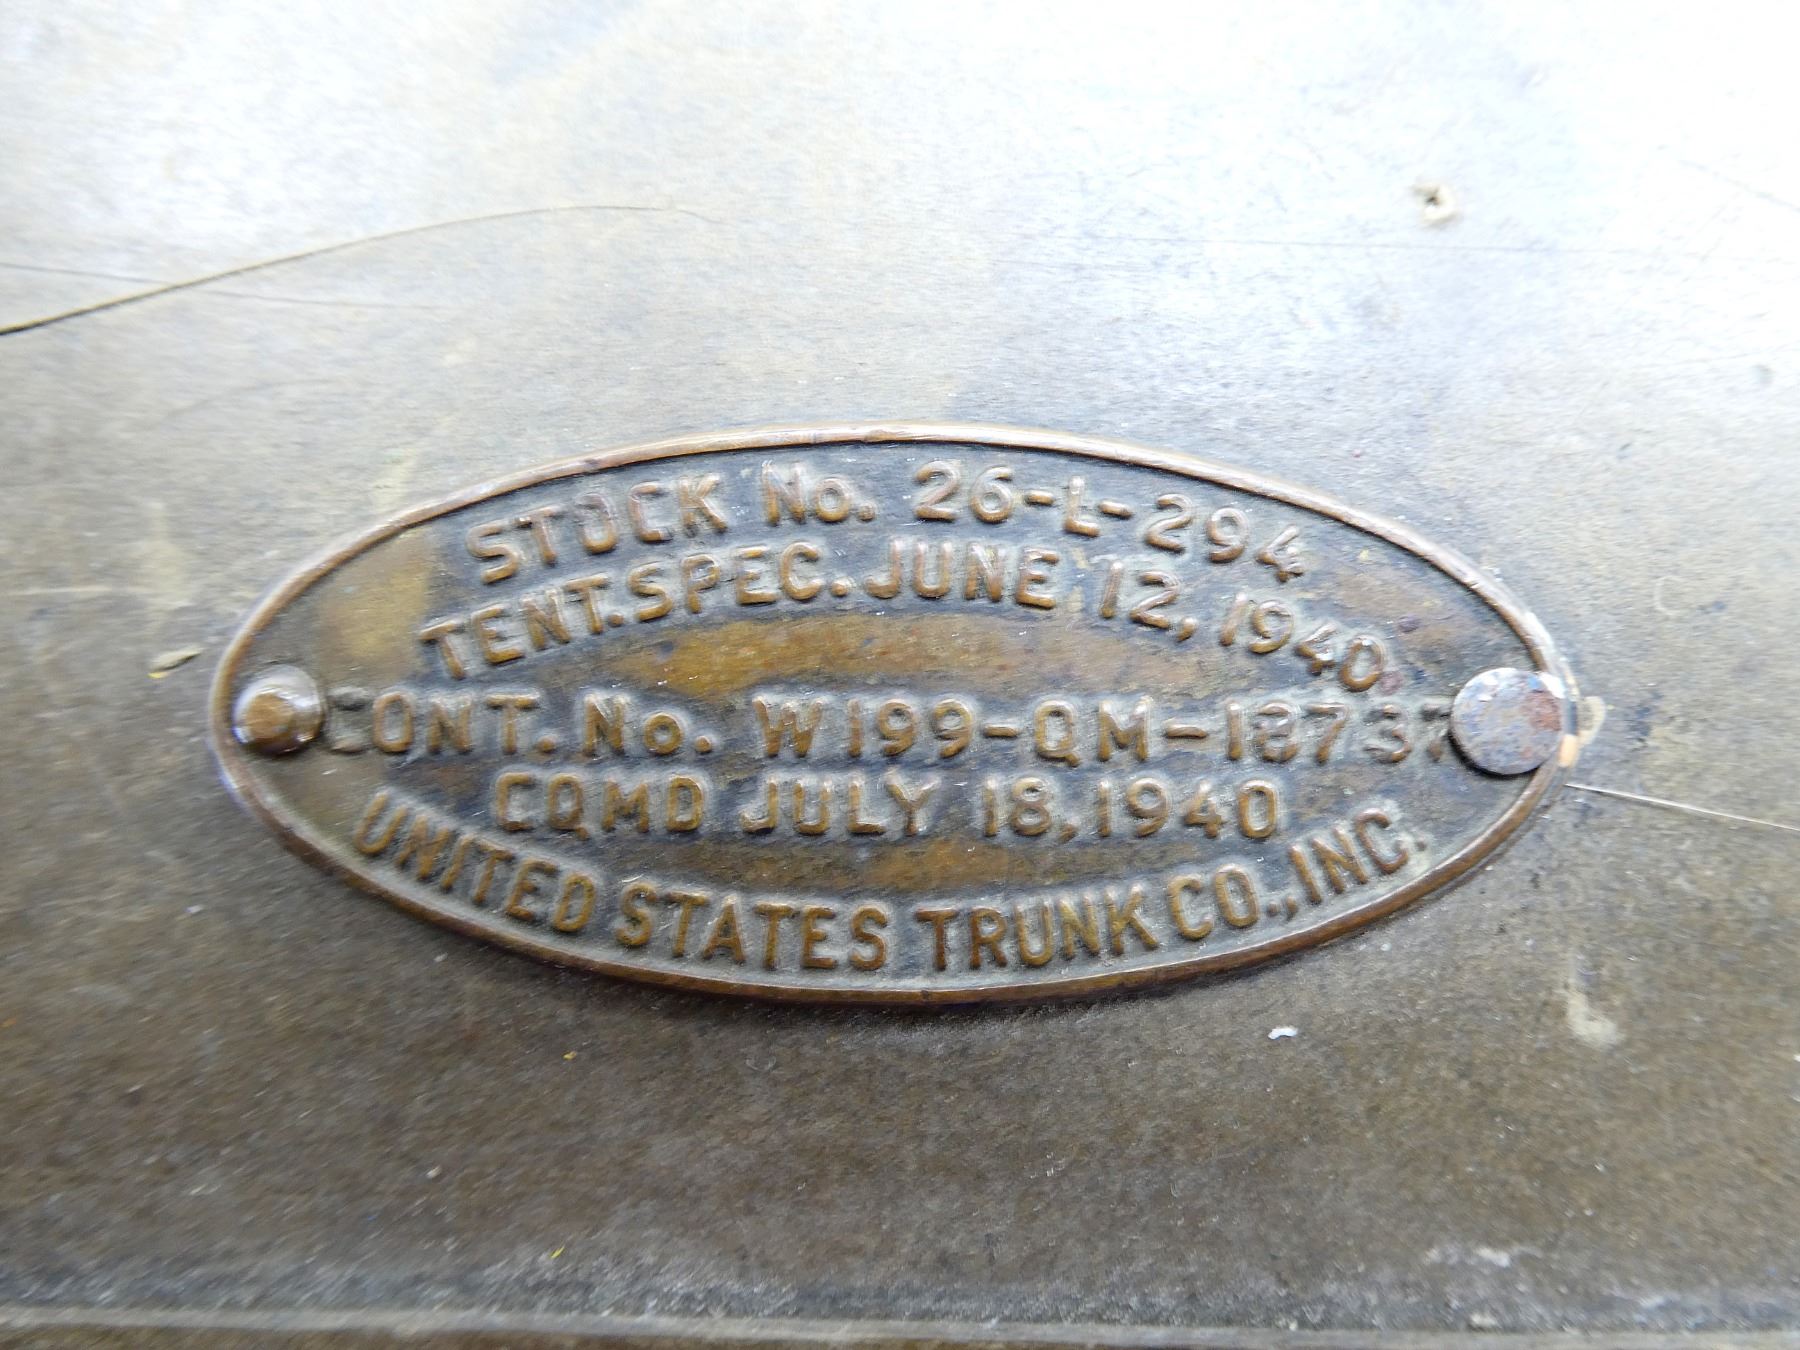 STOCK No. 26-L-294
TENT. SPEC. JUNE 12, 1940
CONT. No. W199-QM-18737
CQMD JULY 18, 1940
UNITED STATES TRUNK CO., INC.